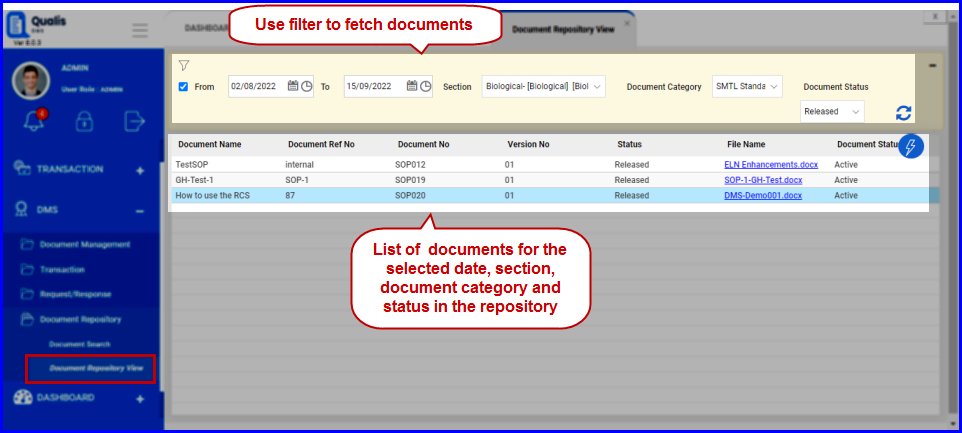 Qualis
DMS
Ver 8.0.3
ADMIN
User Role : ADMIN
4
TRANSACTION
DMS
Document Management
Transaction
Request/Response
Document Repository
Document Search
Document Repository View
DASHBOARD
DASHBOAR
Use filter to fetch documents
Document Repository View
x
X
From 02/08/2022 To 15/09/2022 Section Biological- [Biological] [Biol Document Category SMTL Standa Document Status
Released
Document Name Document Ref No Document No Version No Status File Name Document Statu
TestSOP internal SOP012 01 Released ELN Enhancements.docx Active
GH-Test-1 SOP-1 SOP019 01 Released SOP-1-GH-Test.docx Active
How to use the RCS 87 SOP020 01 Released DMS-Demo001.docx Active
List of documents for the
selected date, section,
document category and
status in the repository